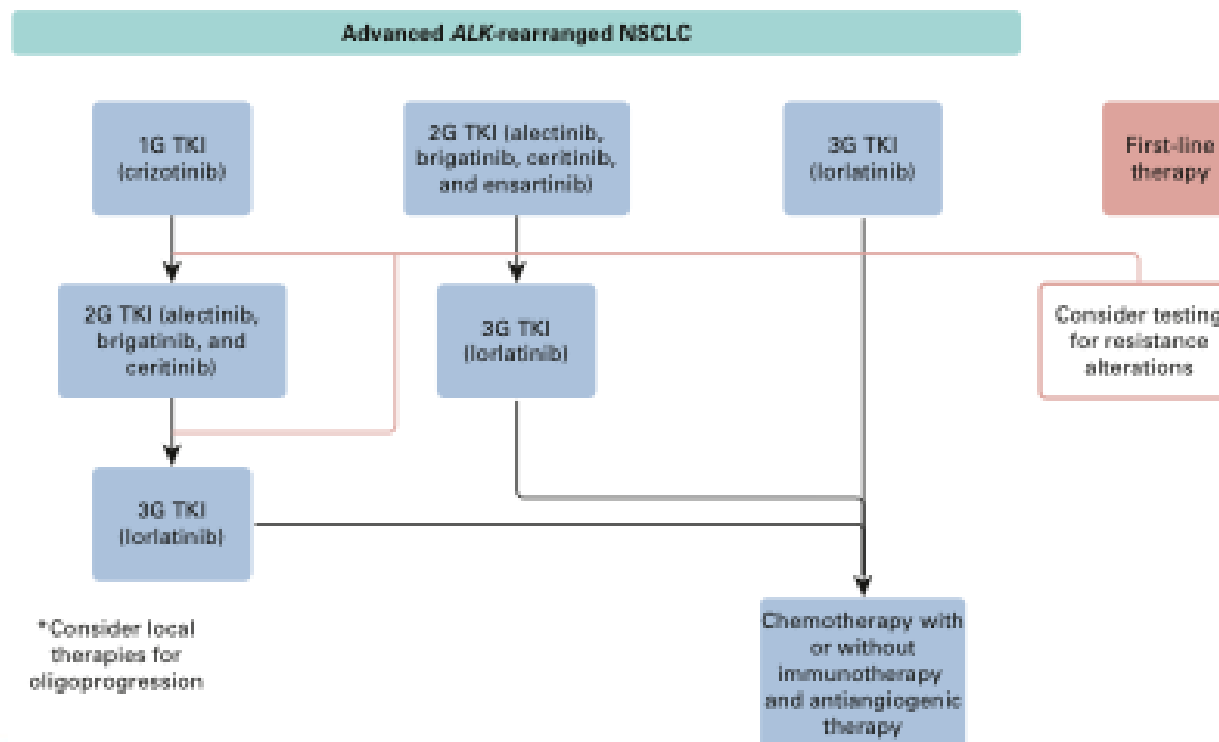 Advanced ALK-rearranged NSCLC
1G TKI
(crizotinib)
2G TKI (alectinib,
brigatinib, ceritinib,
and ensartinib)
3G TKI
(lorlatinib)
First-line
therapy
2G TKI (alectinib,
brigatinib, and
ceritinib)
3G TKI
(lorlatinib)
Consider testing
for resistance
alterations
3G TKI
(lorlatinib)
*Consider local
therapies for
oligoprogression
Chemotherapy with
or without
immunotherapy
and antiangiogenic
therapy